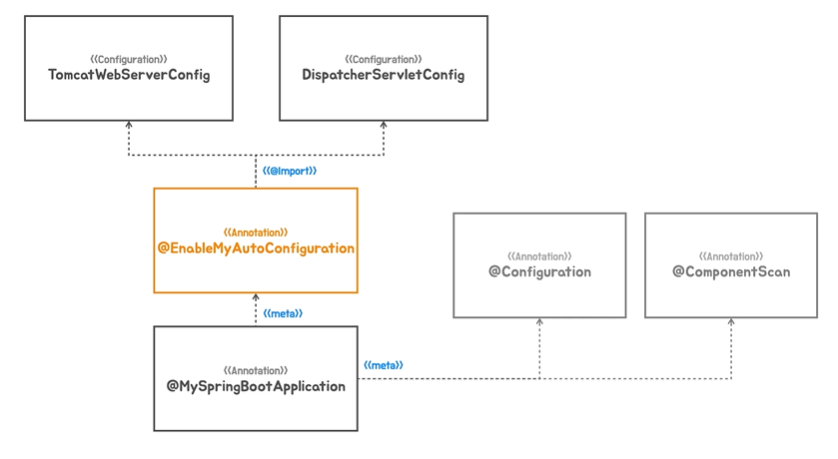 ((Configuration))
TomcatWebServerConfig
((Configuration))
DispatcherServletConfig
((@Import))
((Annotation))
@EnableMyAutoConfiguration
((Annotation))
@Configuration
((Annotation))
@ComponentScan
((meta))
((meta))
((Annotation))
@MySpringBootApplication